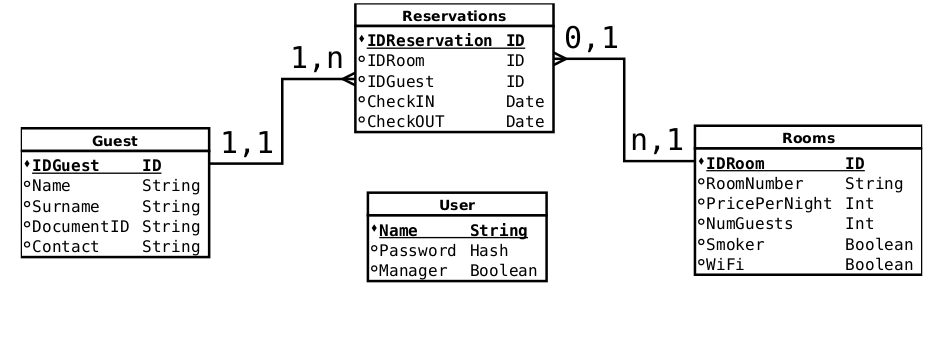 Reservations
IDReservation ID
IDRoom ID
IDGuest ID
CheckIN Date
CheckOUT Date
1,n
0,1
1,1
n,1
Guest
IDGuest ID
Name String
Surname String
DocumentID String
Contact String
Rooms
IDRoom ID
RoomNumber String
PricePerNight Int
NumGuests Int
Smoker Boolean
WiFi Boolean
User
Name String
Password Hash
Manager Boolean